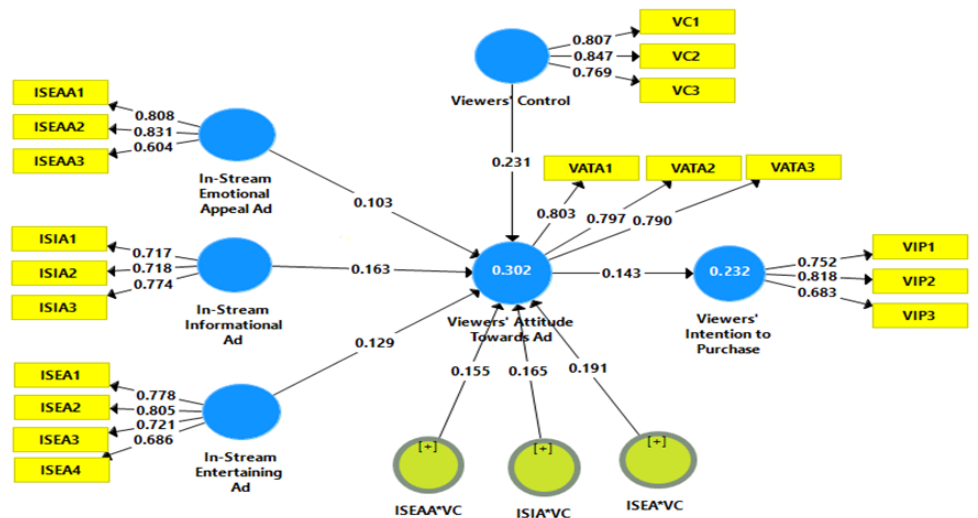 VC1
0.807
VC2
0.847
0.769
VC3
Viewers' Control
ISEAA1
0.808
ISEAA2
0.831
0.604
ISEAA3
In-Stream
Emotional
Appeal Ad
0.103
0.231
VATA1
VATA2
VATA3
0.803
0.797
0.790
ISIA1
0.717
ISIA2
0.718
0.774
ISIA3
In-Stream
Informational
Ad
0.163
0.302
Viewers' Attitude
Towards Ad
0.143
0.232
Viewers'
Intention to
Purchase
VIP1
0.752
VIP2
0.818
0.683
VIP3
0.129
ISEA1
0.778
ISEA2
0.805
0.721
ISEA3
0.686
ISEA4
In-Stream
Entertaining
Ad
0.155
0.165
0.191
[+]
[+]
[+]
ISEAA*VC
ISIA*VC
ISEA*VC